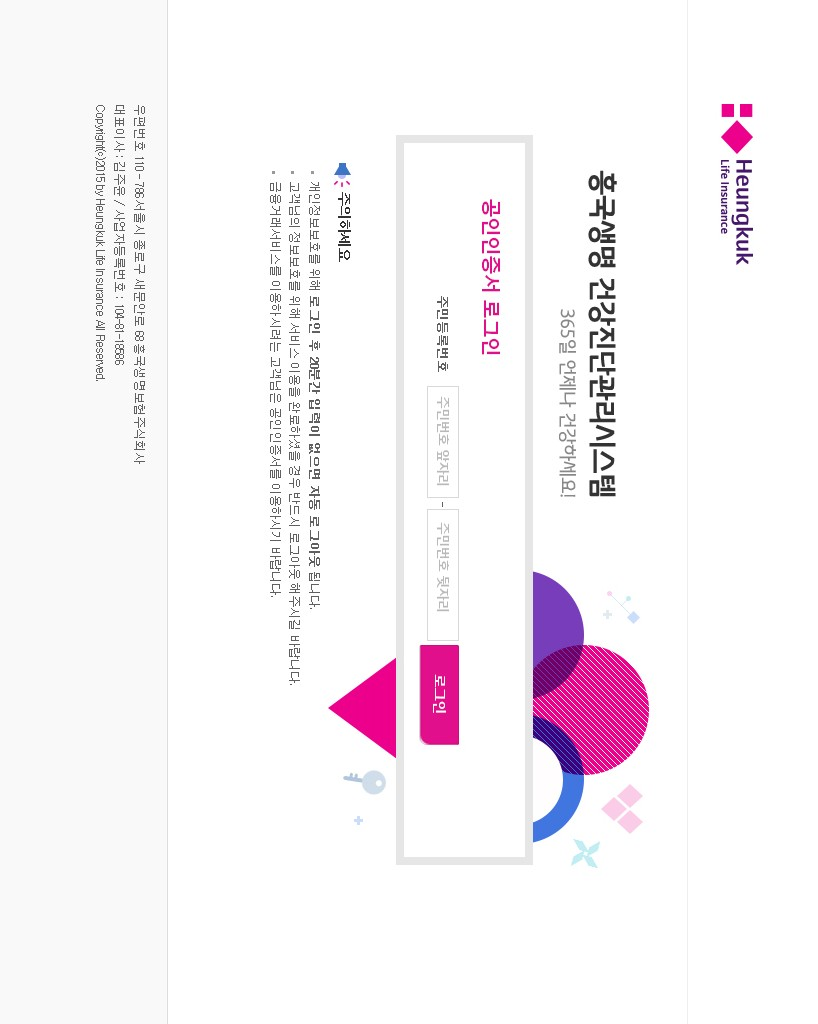 Heungkuk
Life Insurance
흥국생명 건강진단관리시스템
365일 언제나 건강하세요!
공인인증서 로그인
주민등록번호 주민번호 앞자리 - 주민번호 뒷자리 로그인
주의하세요
개인정보보호를 위해 로그인 후 20분간 입력이 없으면 자동 로그아웃 됩니다.
고객님의 정보보호를 위해 서비스 이용을 완료하셨을 경우 반드시 로그아웃 해주시길 바랍니다.
금융거래서비스를 이용하시려는 고객님은 공인인증서를 이용하시기 바랍니다.
우편번호 110-786 서울시 종로구 새문안로 68 흥국생명보험주식회사
대표이사 : 김주윤 / 사업자등록번호 : 104-81-18586
Copyright(c)2015 by Heungkuk Life Insurance All Reserved.